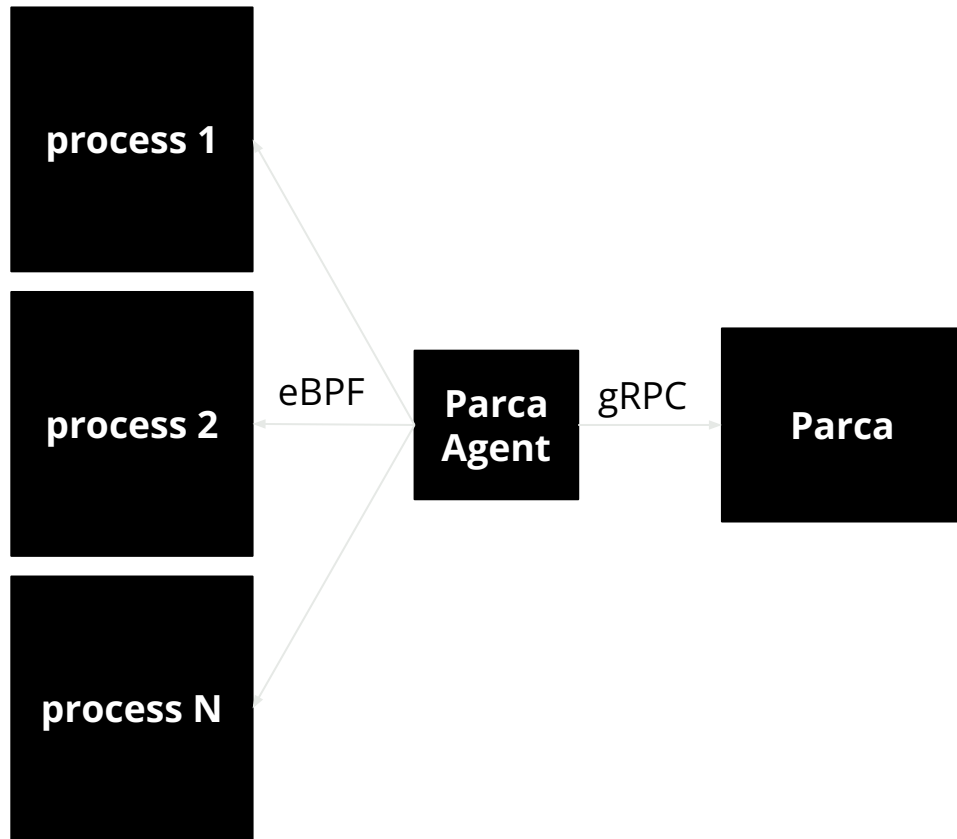 process 1
process 2
process N
eBPF
Parca
Agent
gRPC
Parca